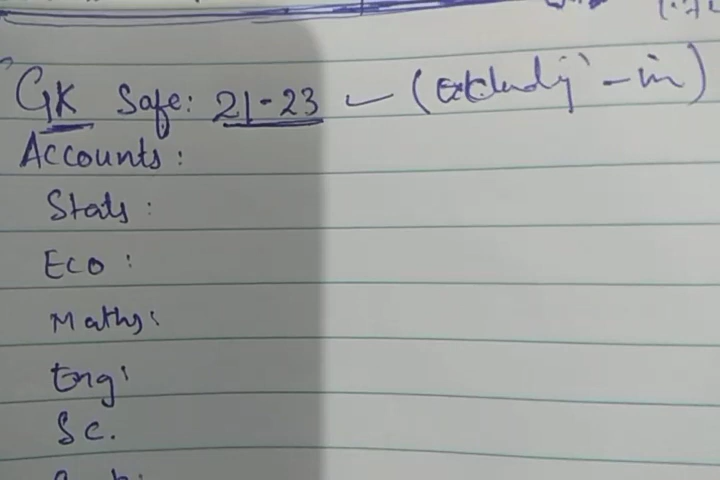 GK Safe: 21-23 - (excluding -in)
Accounts:
Stats:
Eco:
Maths:
Eng:
Sc.